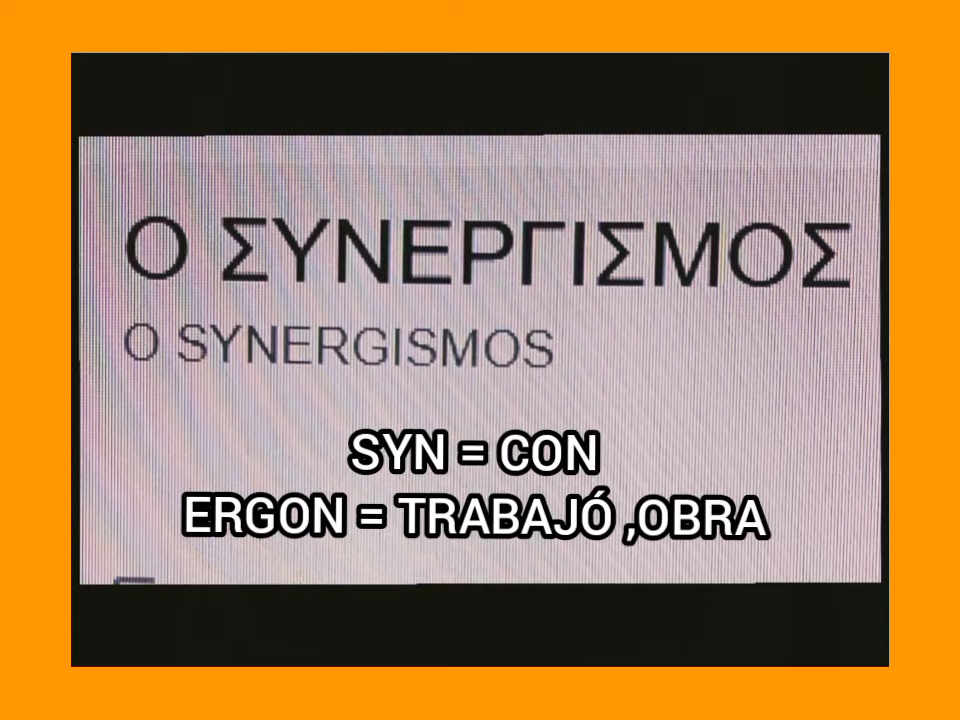 Ο ΣΥΝΕΡΓΙΣΜΟΣ
O SYNERGISMOS
SYN = CON
ERGON = TRABAJÓ ,OBRA